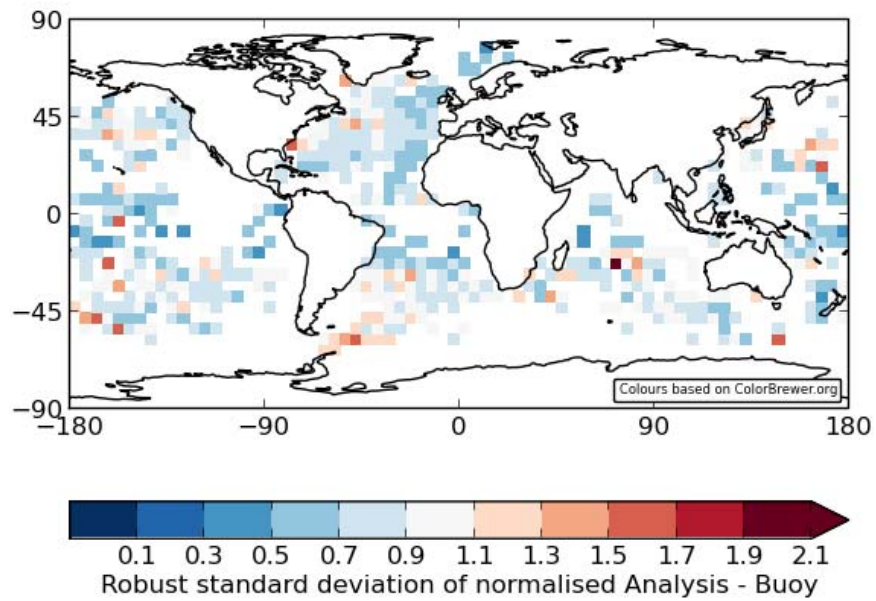 90
45
0
−45
−90
−180 −90 0 90 180
Colours based on ColorBrewer.org
0.1 0.3 0.5 0.7 0.9 1.1 1.3 1.5 1.7 1.9 2.1
Robust standard deviation of normalised Analysis - Buoy